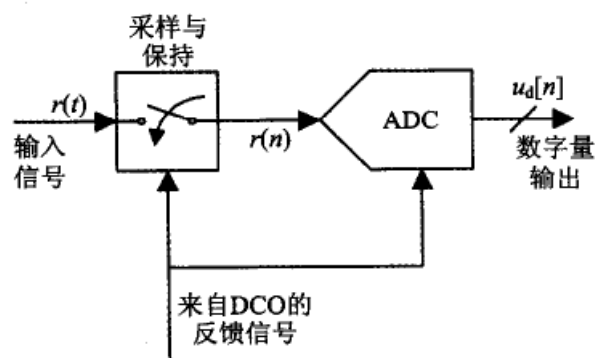 采样与
保持
r(t)
输入
信号
r(n)
ADC
u_d[n]
数字量
输出
来自DCO的
反馈信号